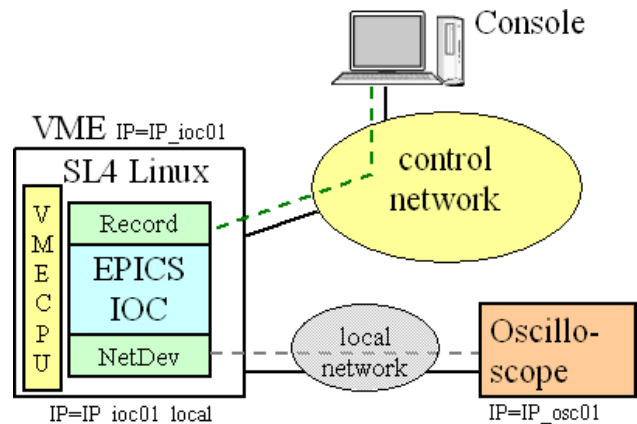 Console
VME IP=IP_ioc01
SL4 Linux
control
network
VMECPU
Record
EPICS
IOC
NetDev
local
network
Oscillo-
scope
IP=IP_ioc01_local
IP=IP_osc01